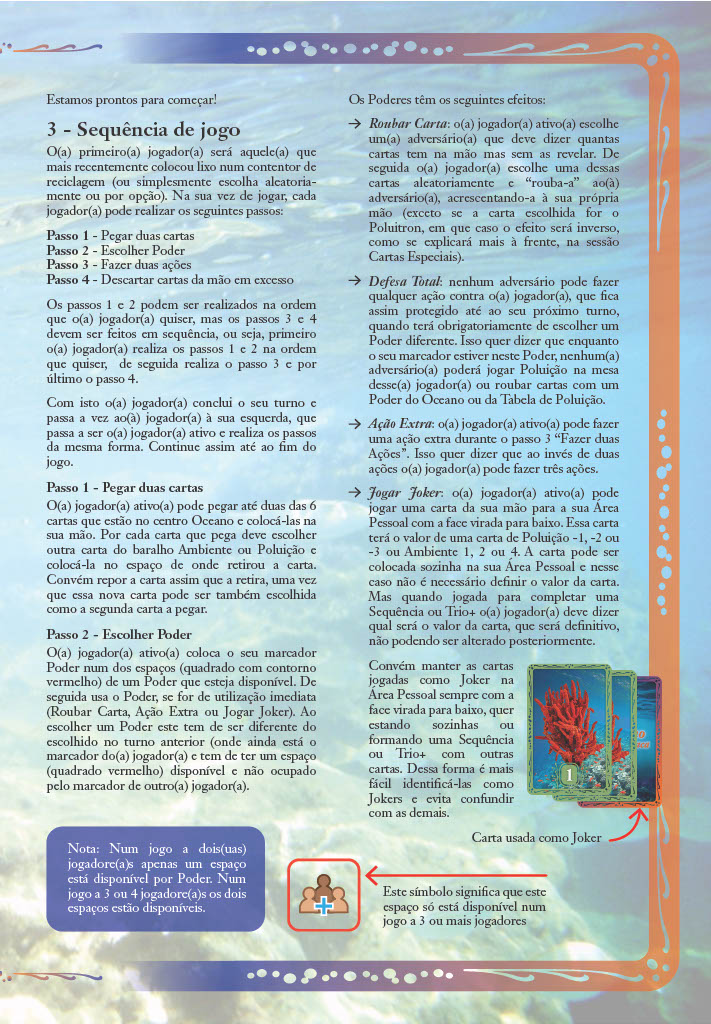 Estamos prontos para começar!
3 - Sequência de jogo
O(a) primeiro(a) jogador(a) será aquele(a) que
mais recentemente colocou lixo num contentor de
reciclagem (ou simplesmente escolha aleatoria-
mente ou por opção). Na sua vez de jogar, cada
jogador(a) pode realizar os seguintes passos:
Passo 1 - Pegar duas cartas
Passo 2 - Escolher Poder
Passo 3 - Fazer duas ações
Passo 4 - Descartar cartas da mão em excesso
Os passos 1 e 2 podem ser realizados na ordem
que o(a) jogador(a) quiser, mas os passos 3 e 4
devem ser feitos em sequência, ou seja, primeiro
o(a) jogador(a) realiza os passos 1 e 2 na ordem
que quiser, de seguida realiza o passo 3 e por
último o passo 4.
Com isto o(a) jogador(a) conclui o seu turno e
passa a vez ao(à) jogador(a) à sua esquerda, que
passa a ser o(a) jogador(a) ativo e realiza os passos
da mesma forma. Continue assim até ao fim do
jogo.
Passo 1 - Pegar duas cartas
O(a) jogador(a) ativo(a) pode pegar até duas das 6
cartas que estão no centro Oceano e colocá-las na
sua mão. Por cada carta que pega deve escolher
outra carta do baralho Ambiente ou Poluição e
colocá-la no espaço de onde retirou a carta.
Convém repor a carta assim que a retira, uma vez
que essa nova carta pode ser também escolhida
como a segunda carta a pegar.
Passo 2 - Escolher Poder
O(a) jogador(a) ativo(a) coloca o seu marcador
Poder num dos espaços (quadrado com contorno
vermelho) de um Poder que esteja disponível. De
seguida usa o Poder, se for de utilização imediata
(Roubar Carta, Ação Extra ou Jogar Joker). Ao
escolher um Poder este tem de ser diferente do
escolhido no turno anterior (onde ainda está o
marcador do(a) jogador(a) e tem de ter um espaço
(quadrado vermelho) disponível e não ocupado
pelo marcador de outro(a) jogador(a).
Nota: Num jogo a dois(uas)
jogadore(a)s apenas um espaço
está disponível por Poder. Num
jogo a 3 ou 4 jogadore(a)s os dois
espaços estão disponíveis.
Os Poderes têm os seguintes efeitos:
→ Roubar Carta: o(a) jogador(a) ativo(a) escolhe
um(a) adversário(a) que deve dizer quantas
cartas tem na mão mas sem as revelar. De
seguida o(a) jogador(a) escolhe uma dessas
cartas aleatoriamente e “rouba-a” ao(à)
adversário(a), acrescentando-a à sua própria
mão (exceto se a carta escolhida for o
Poluitron, em que caso o efeito será inverso,
como se explicará mais à frente, na sessão
Cartas Especiais).
→ Defesa Total: nenhum adversário pode fazer
qualquer ação contra o(a) jogador(a), que fica
assim protegido até ao seu próximo turno,
quando terá obrigatoriamente de escolher um
Poder diferente. Isso quer dizer que enquanto
o seu marcador estiver neste Poder, nenhum(a)
adversário(a) poderá jogar Poluição na mesa
desse(a) jogador(a) ou roubar cartas com um
Poder do Oceano ou da Tabela de Poluição.
→ Ação Extra: o(a) jogador(a) ativo(a) pode fazer
uma ação extra durante o passo 3 “Fazer duas
Ações”. Isso quer dizer que ao invés de duas
ações o(a) jogador(a) pode fazer três ações.
→ Jogar Joker: o(a) jogador(a) ativo(a) pode
jogar uma carta da sua mão para a sua Área
Pessoal com a face virada para baixo. Essa carta
terá o valor de uma carta de Poluição -1, -2 ou
-3 ou Ambiente 1, 2 ou 4. A carta pode ser
colocada sozinha na sua Área Pessoal e nesse
caso não é necessário definir o valor da carta.
Mas quando jogada para completar uma
Sequência ou Trio+ o(a) jogador(a) deve dizer
qual será o valor da carta, que será definitivo,
não podendo ser alterado posteriormente.
Convém manter as cartas
jogadas como Joker na
Área Pessoal sempre com a
face virada para baixo, quer
estando sozinhas ou
formando uma Sequência
ou Trio+ com outras
cartas. Dessa forma é mais
fácil identificá-las como
Jokers e evita confundir
com as demais.
1
Carta usada como Joker
Este símbolo significa que este
espaço só está disponível num
jogo a 3 ou mais jogadores